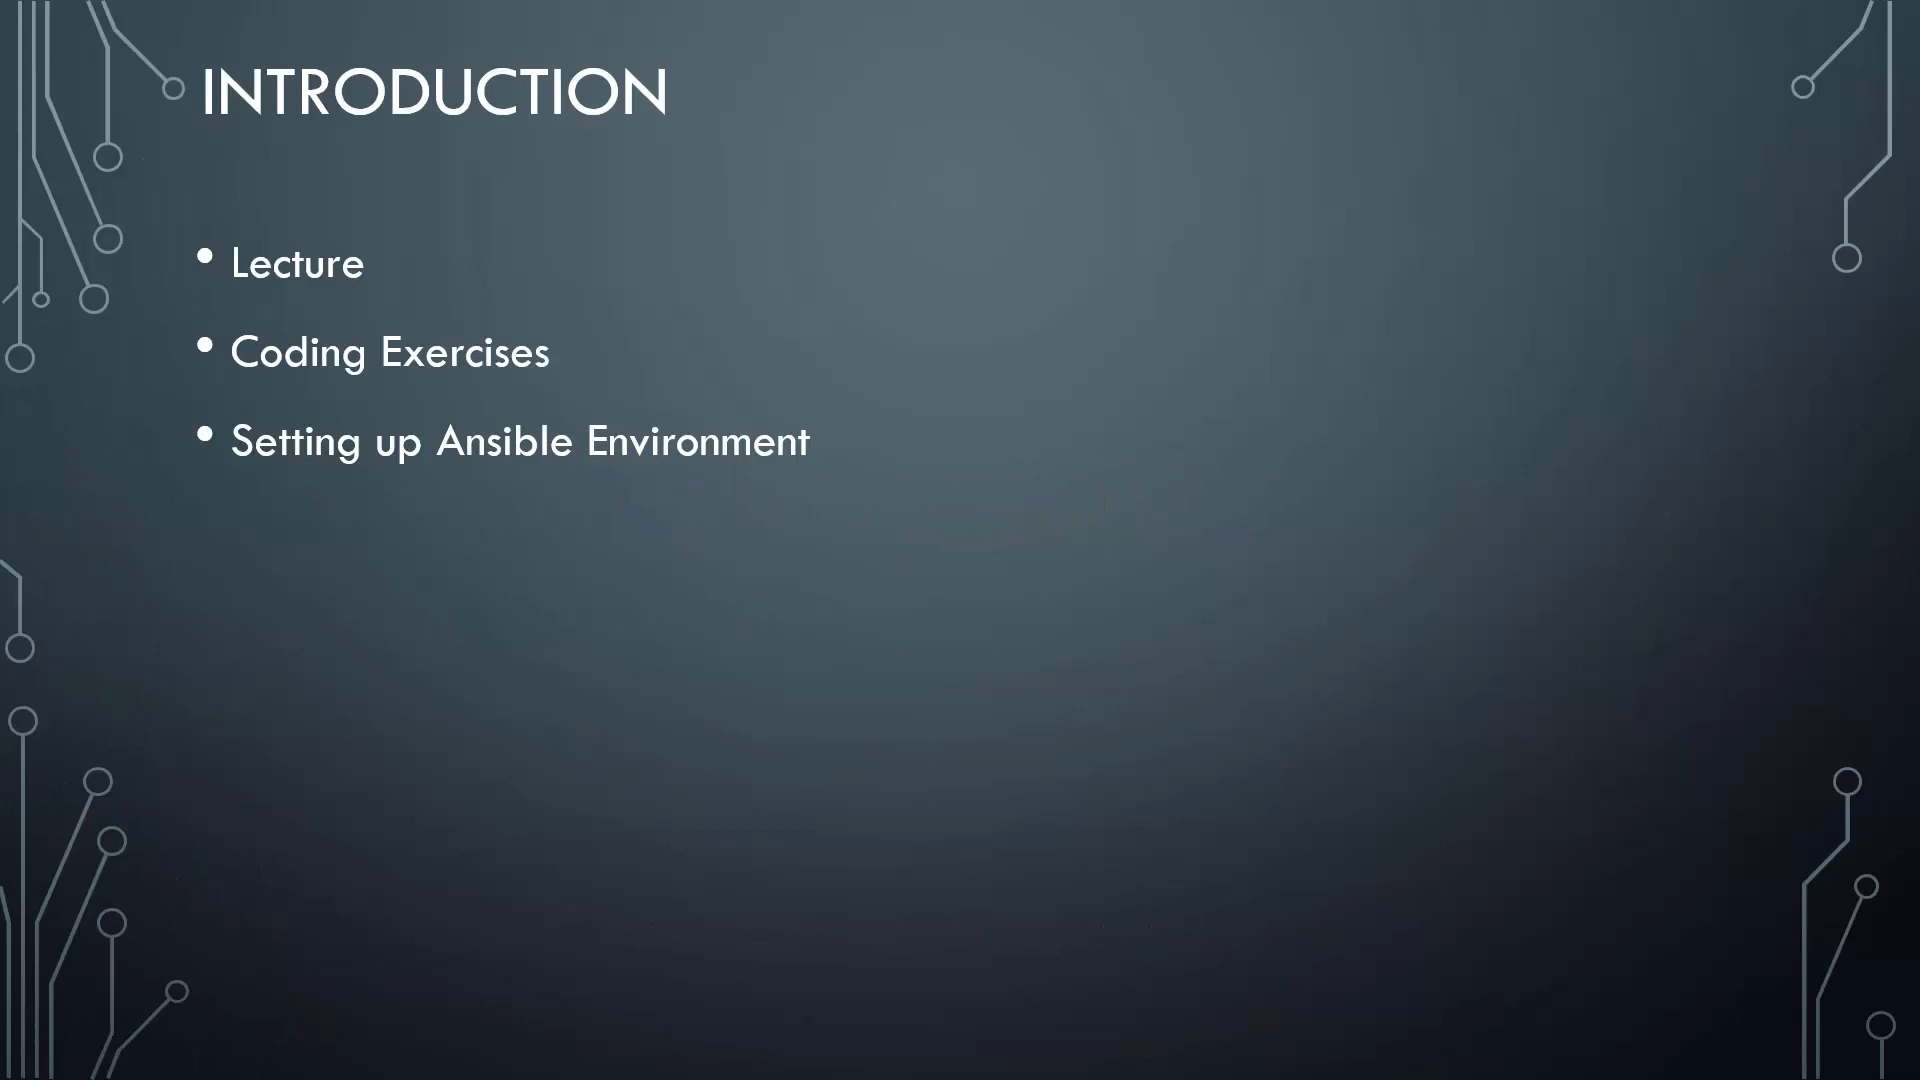 INTRODUCTION
• Lecture
• Coding Exercises
• Setting up Ansible Environment